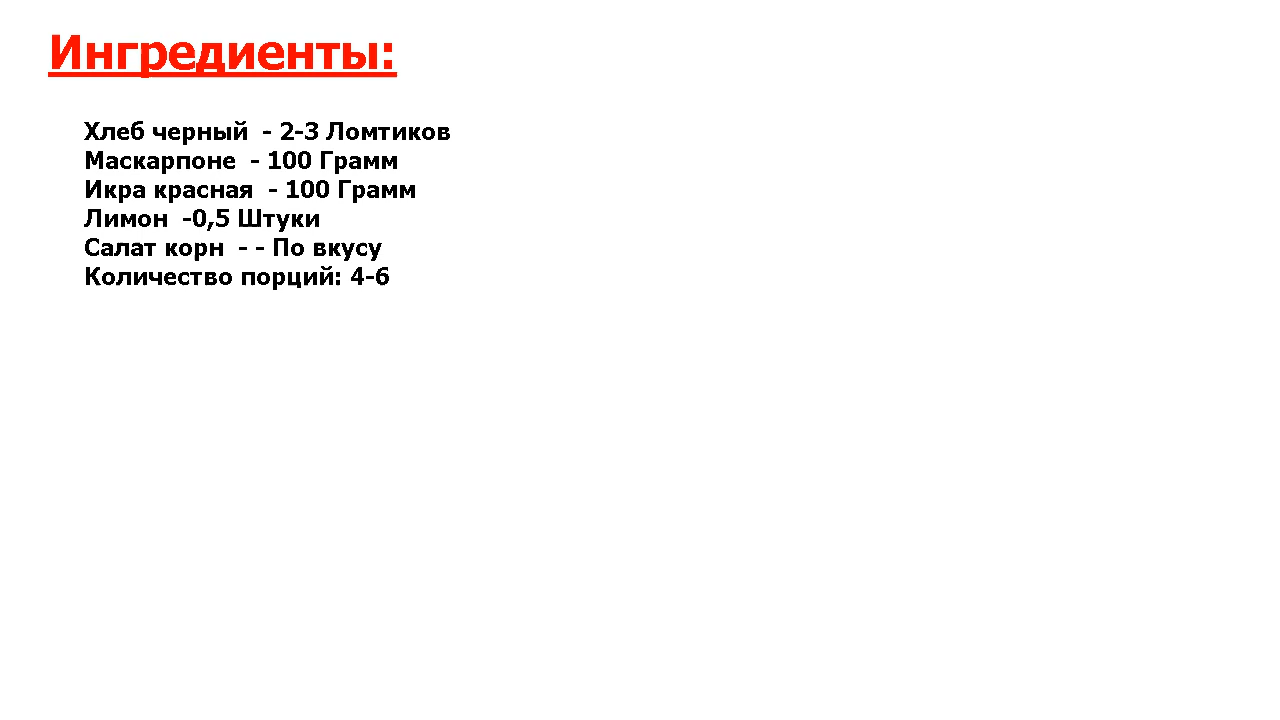 Ингредиенты:
Хлеб черный  - 2-3 Ломтиков
Маскарпоне  - 100 Грамм
Икра красная  - 100 Грамм
Лимон  -0,5 Штуки
Салат корн  - - По вкусу
Количество порций: 4-6